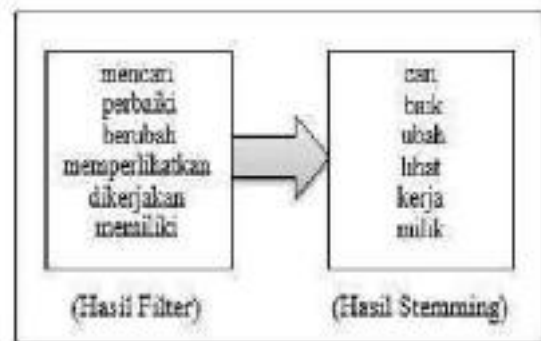 mencari
perbaiki
berubah
memperlihatkan
dikerjakan
memiliki
(Hasil Filter)
cari
baik
ubah
lihat
kerja
milik
(Hasil Stemming)